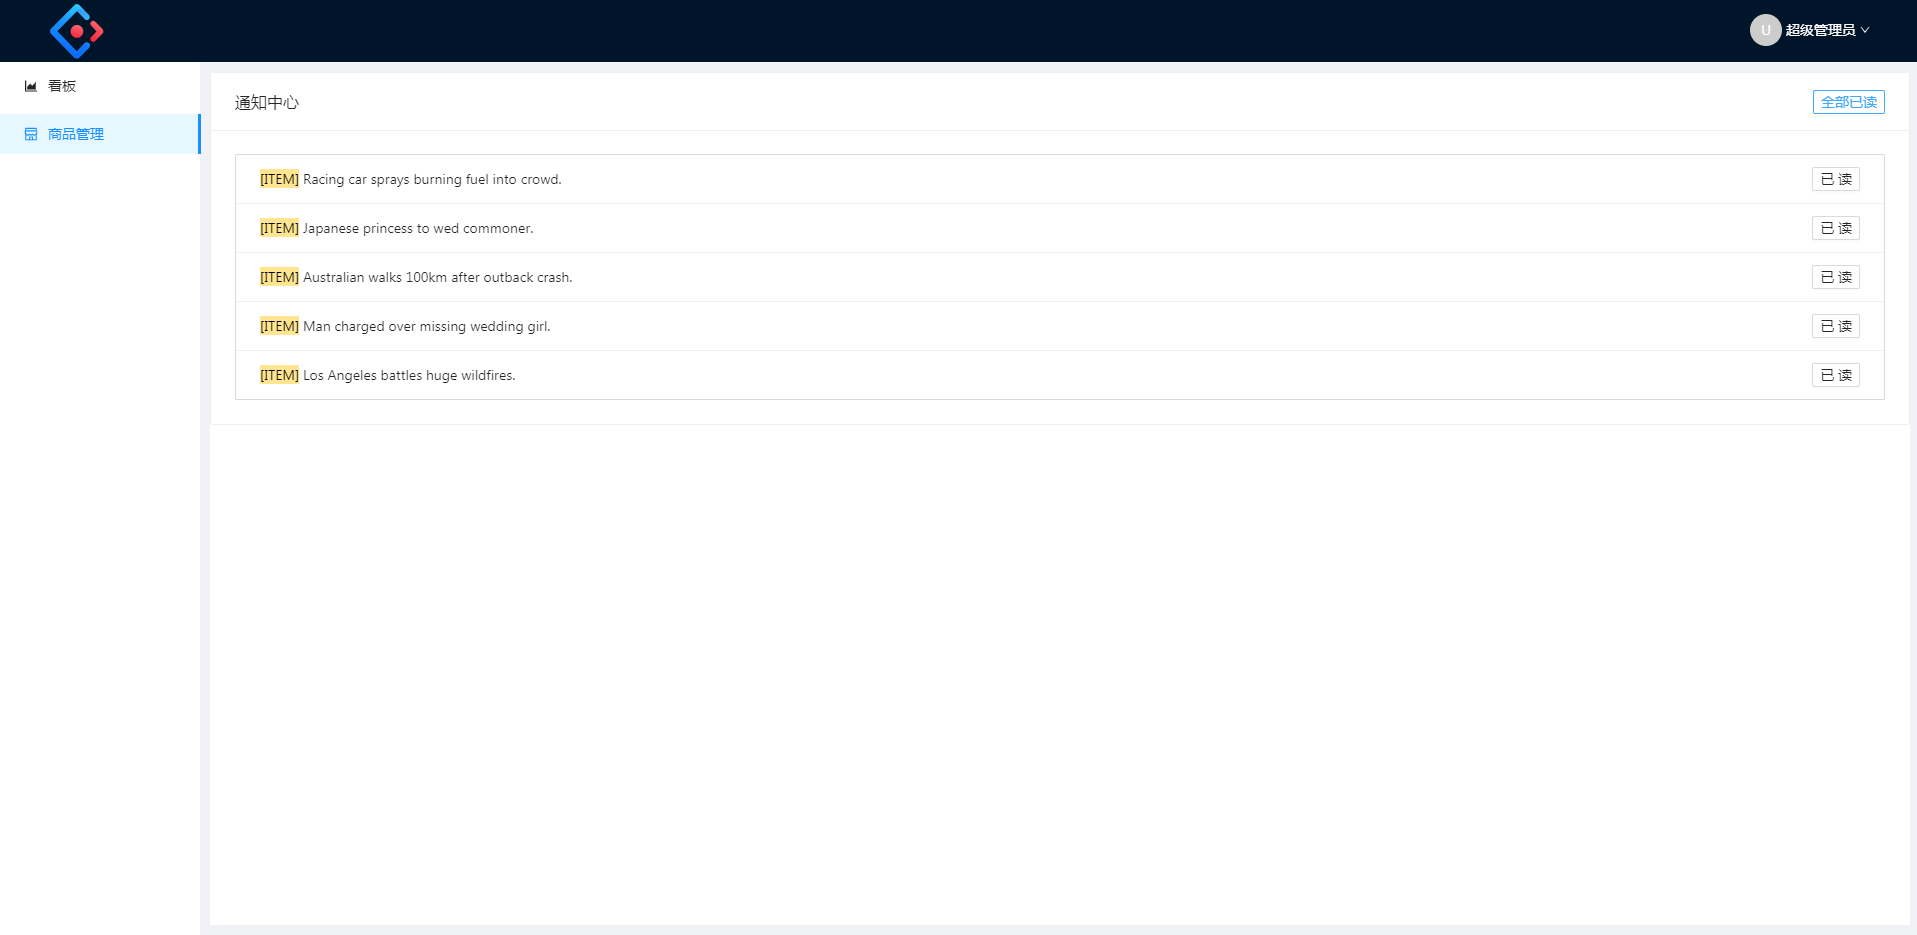 U 超级管理员
看板
商品管理
通知中心
全部已读
[ITEM] Racing car sprays burning fuel into crowd.
已 读
[ITEM] Japanese princess to wed commoner.
已 读
[ITEM] Australian walks 100km after outback crash.
已 读
[ITEM] Man charged over missing wedding girl.
已 读
[ITEM] Los Angeles battles huge wildfires.
已 读